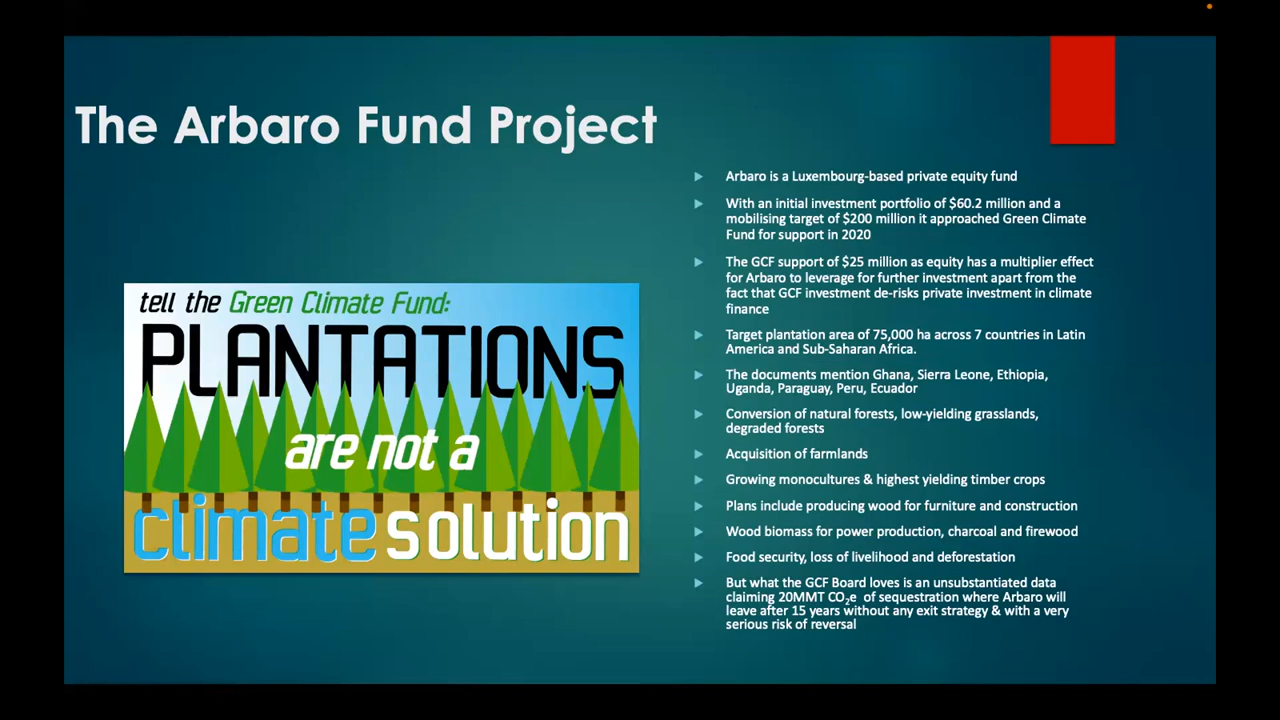 The Arbaro Fund Project
tell the Green Climate Fund:
PLANTATIONS
are not a
climate solution
Arbaro is a Luxembourg-based private equity fund
With an initial investment portfolio of $60.2 million and a
mobilising target of $200 million it approached Green Climate
Fund for support in 2020
The GCF support of $25 million as equity has a multiplier effect
for Arbaro to leverage for further investment apart from the
fact that GCF investment de-risks private investment in climate
finance
Target plantation area of 75,000 ha across 7 countries in Latin
America and Sub-Saharan Africa.
The documents mention Ghana, Sierra Leone, Ethiopia,
Uganda, Paraguay, Peru, Ecuador
Conversion of natural forests, low-yielding grasslands,
degraded forests
Acquisition of farmlands
Growing monocultures & highest yielding timber crops
Plans include producing wood for furniture and construction
Wood biomass for power production, charcoal and firewood
Food security, loss of livelihood and deforestation
But what the GCF Board loves is an unsubstantiated data
claiming 20MMT CO₂e of sequestration where Arbaro will
leave after 15 years without any exit strategy & with a very
serious risk of reversal